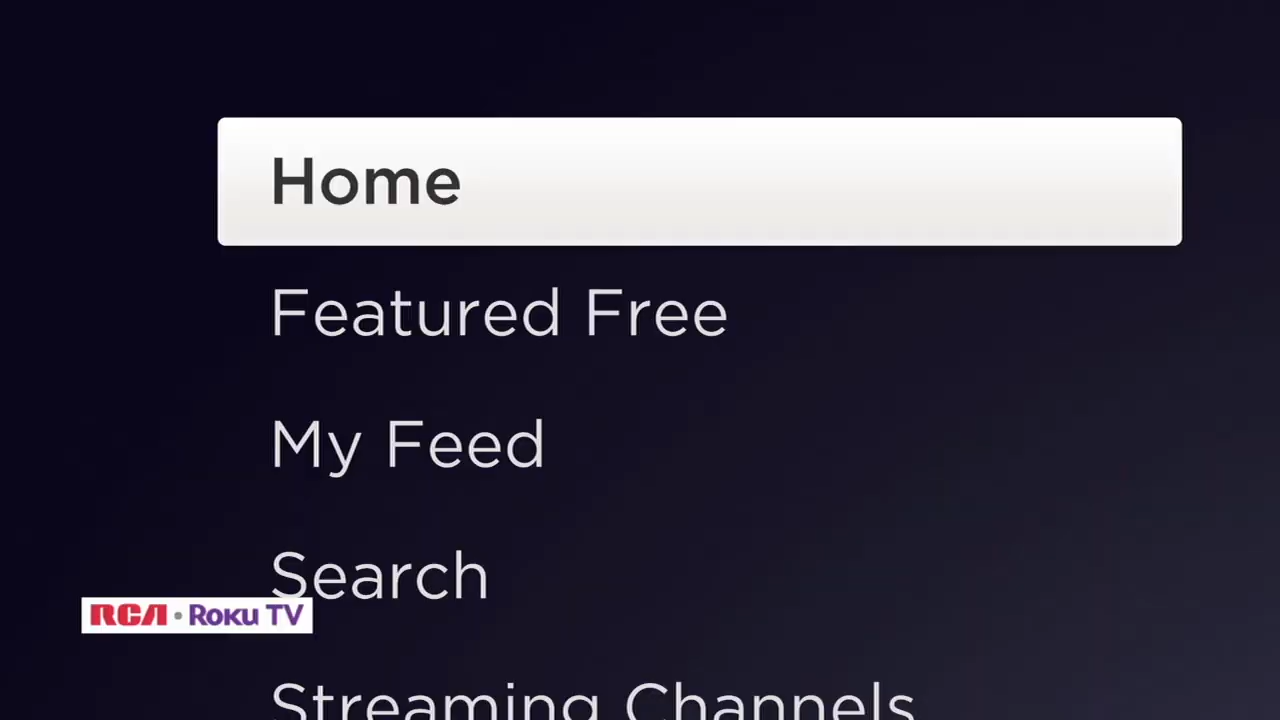 Home
Featured Free
My Feed
Search
RCA • Roku TV
Streaming Channels